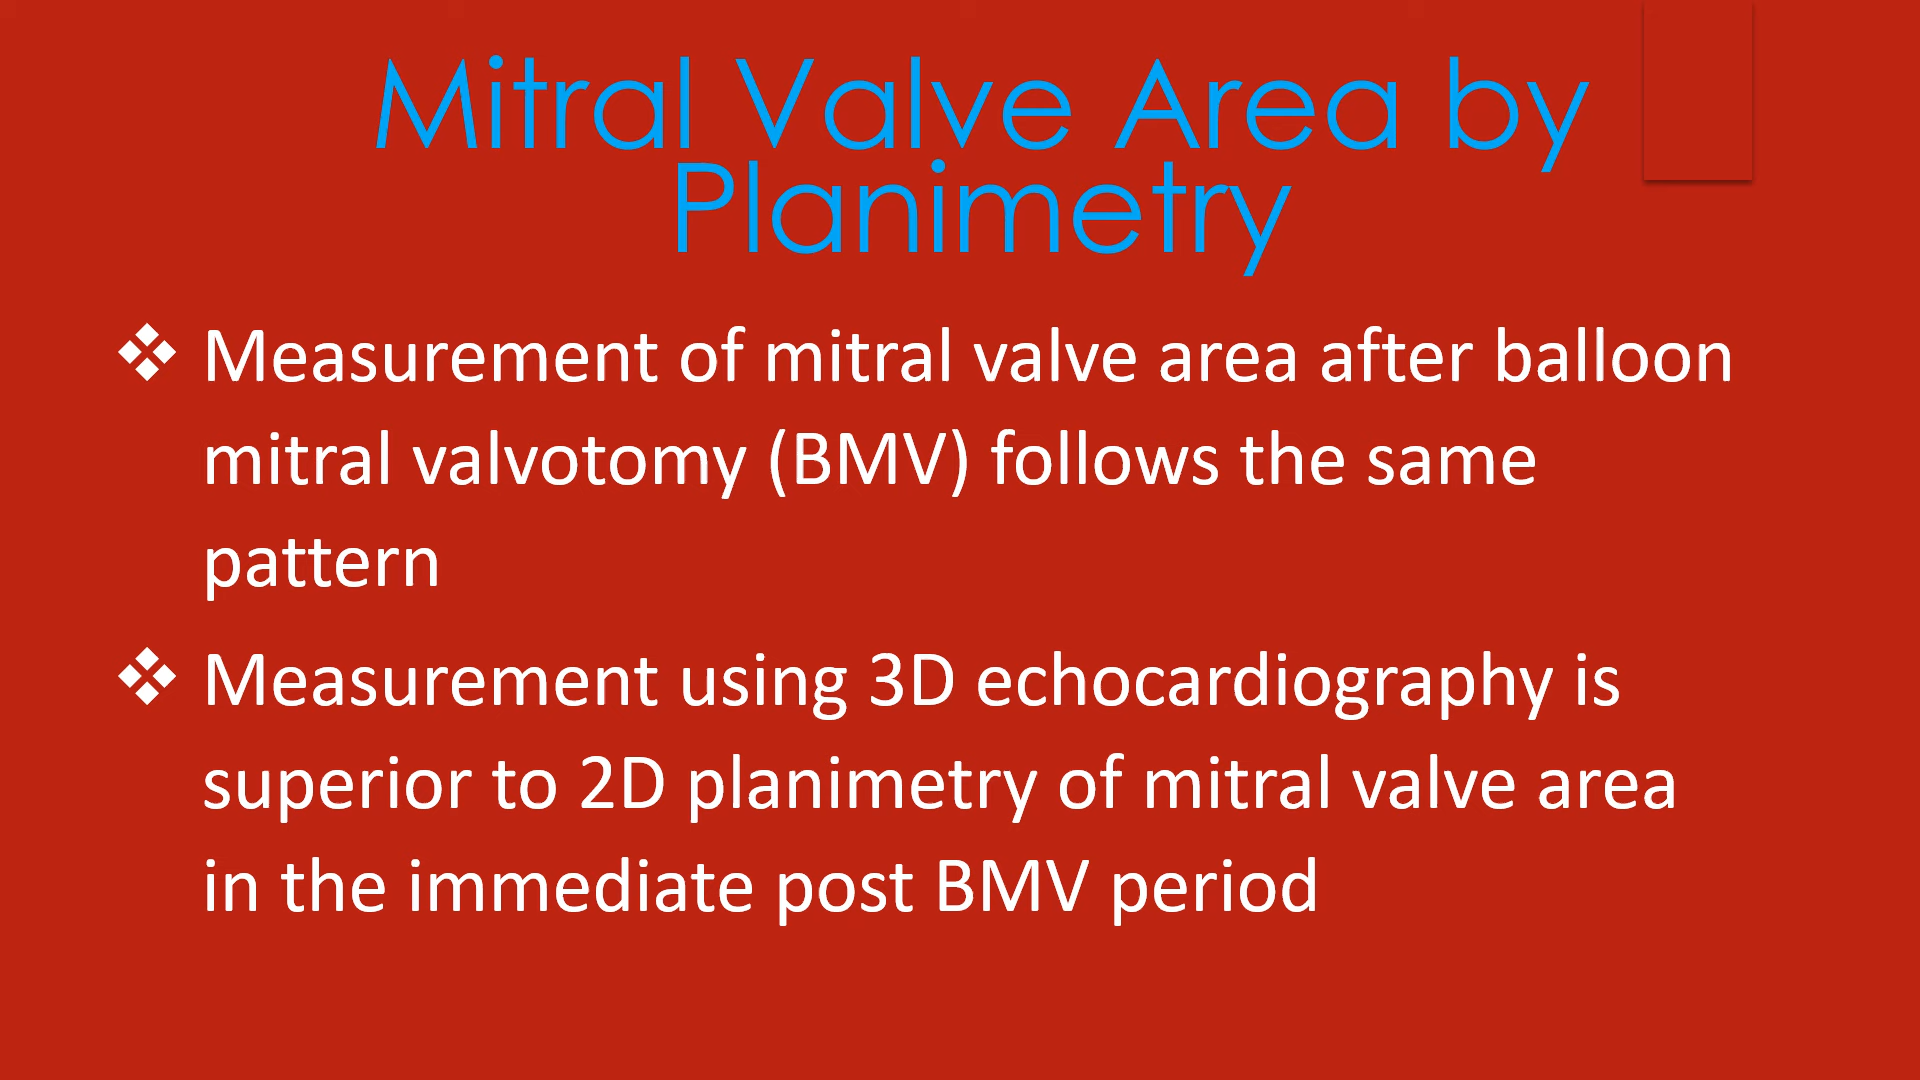 Mitral Valve Area by
Planimetry
❖ Measurement of mitral valve area after balloon
mitral valvotomy (BMV) follows the same
pattern
❖ Measurement using 3D echocardiography is
superior to 2D planimetry of mitral valve area
in the immediate post BMV period